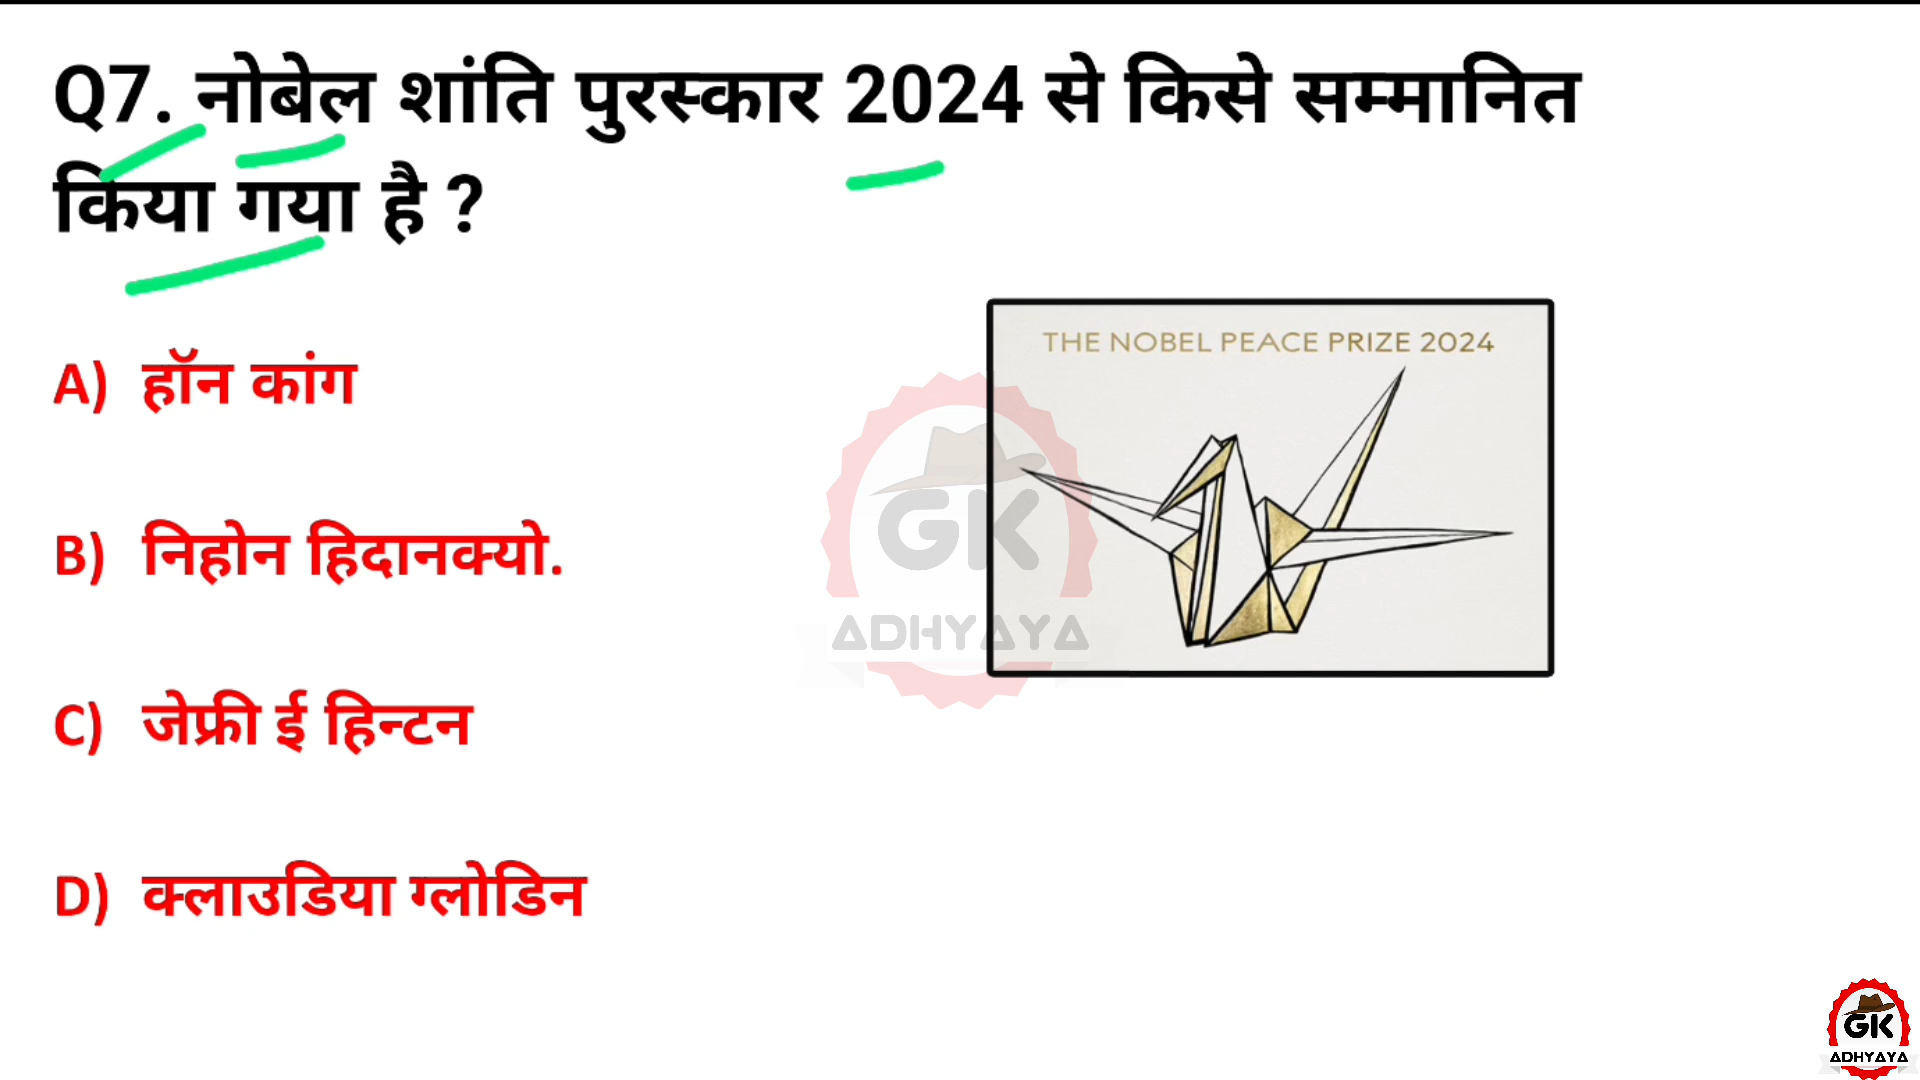 Q7. नोबेल शांति पुरस्कार 2024 से किसे सम्मानित
किया गया है ?
THE NOBEL PEACE PRIZE 2024
A) हॉन कांग
B) निहोन हिदानक्यो.
C) जेफ्री ई हिन्टन
D) क्लाउडिया ग्लोडिन
GK
ADHYAYA
GK
ADHYAYA